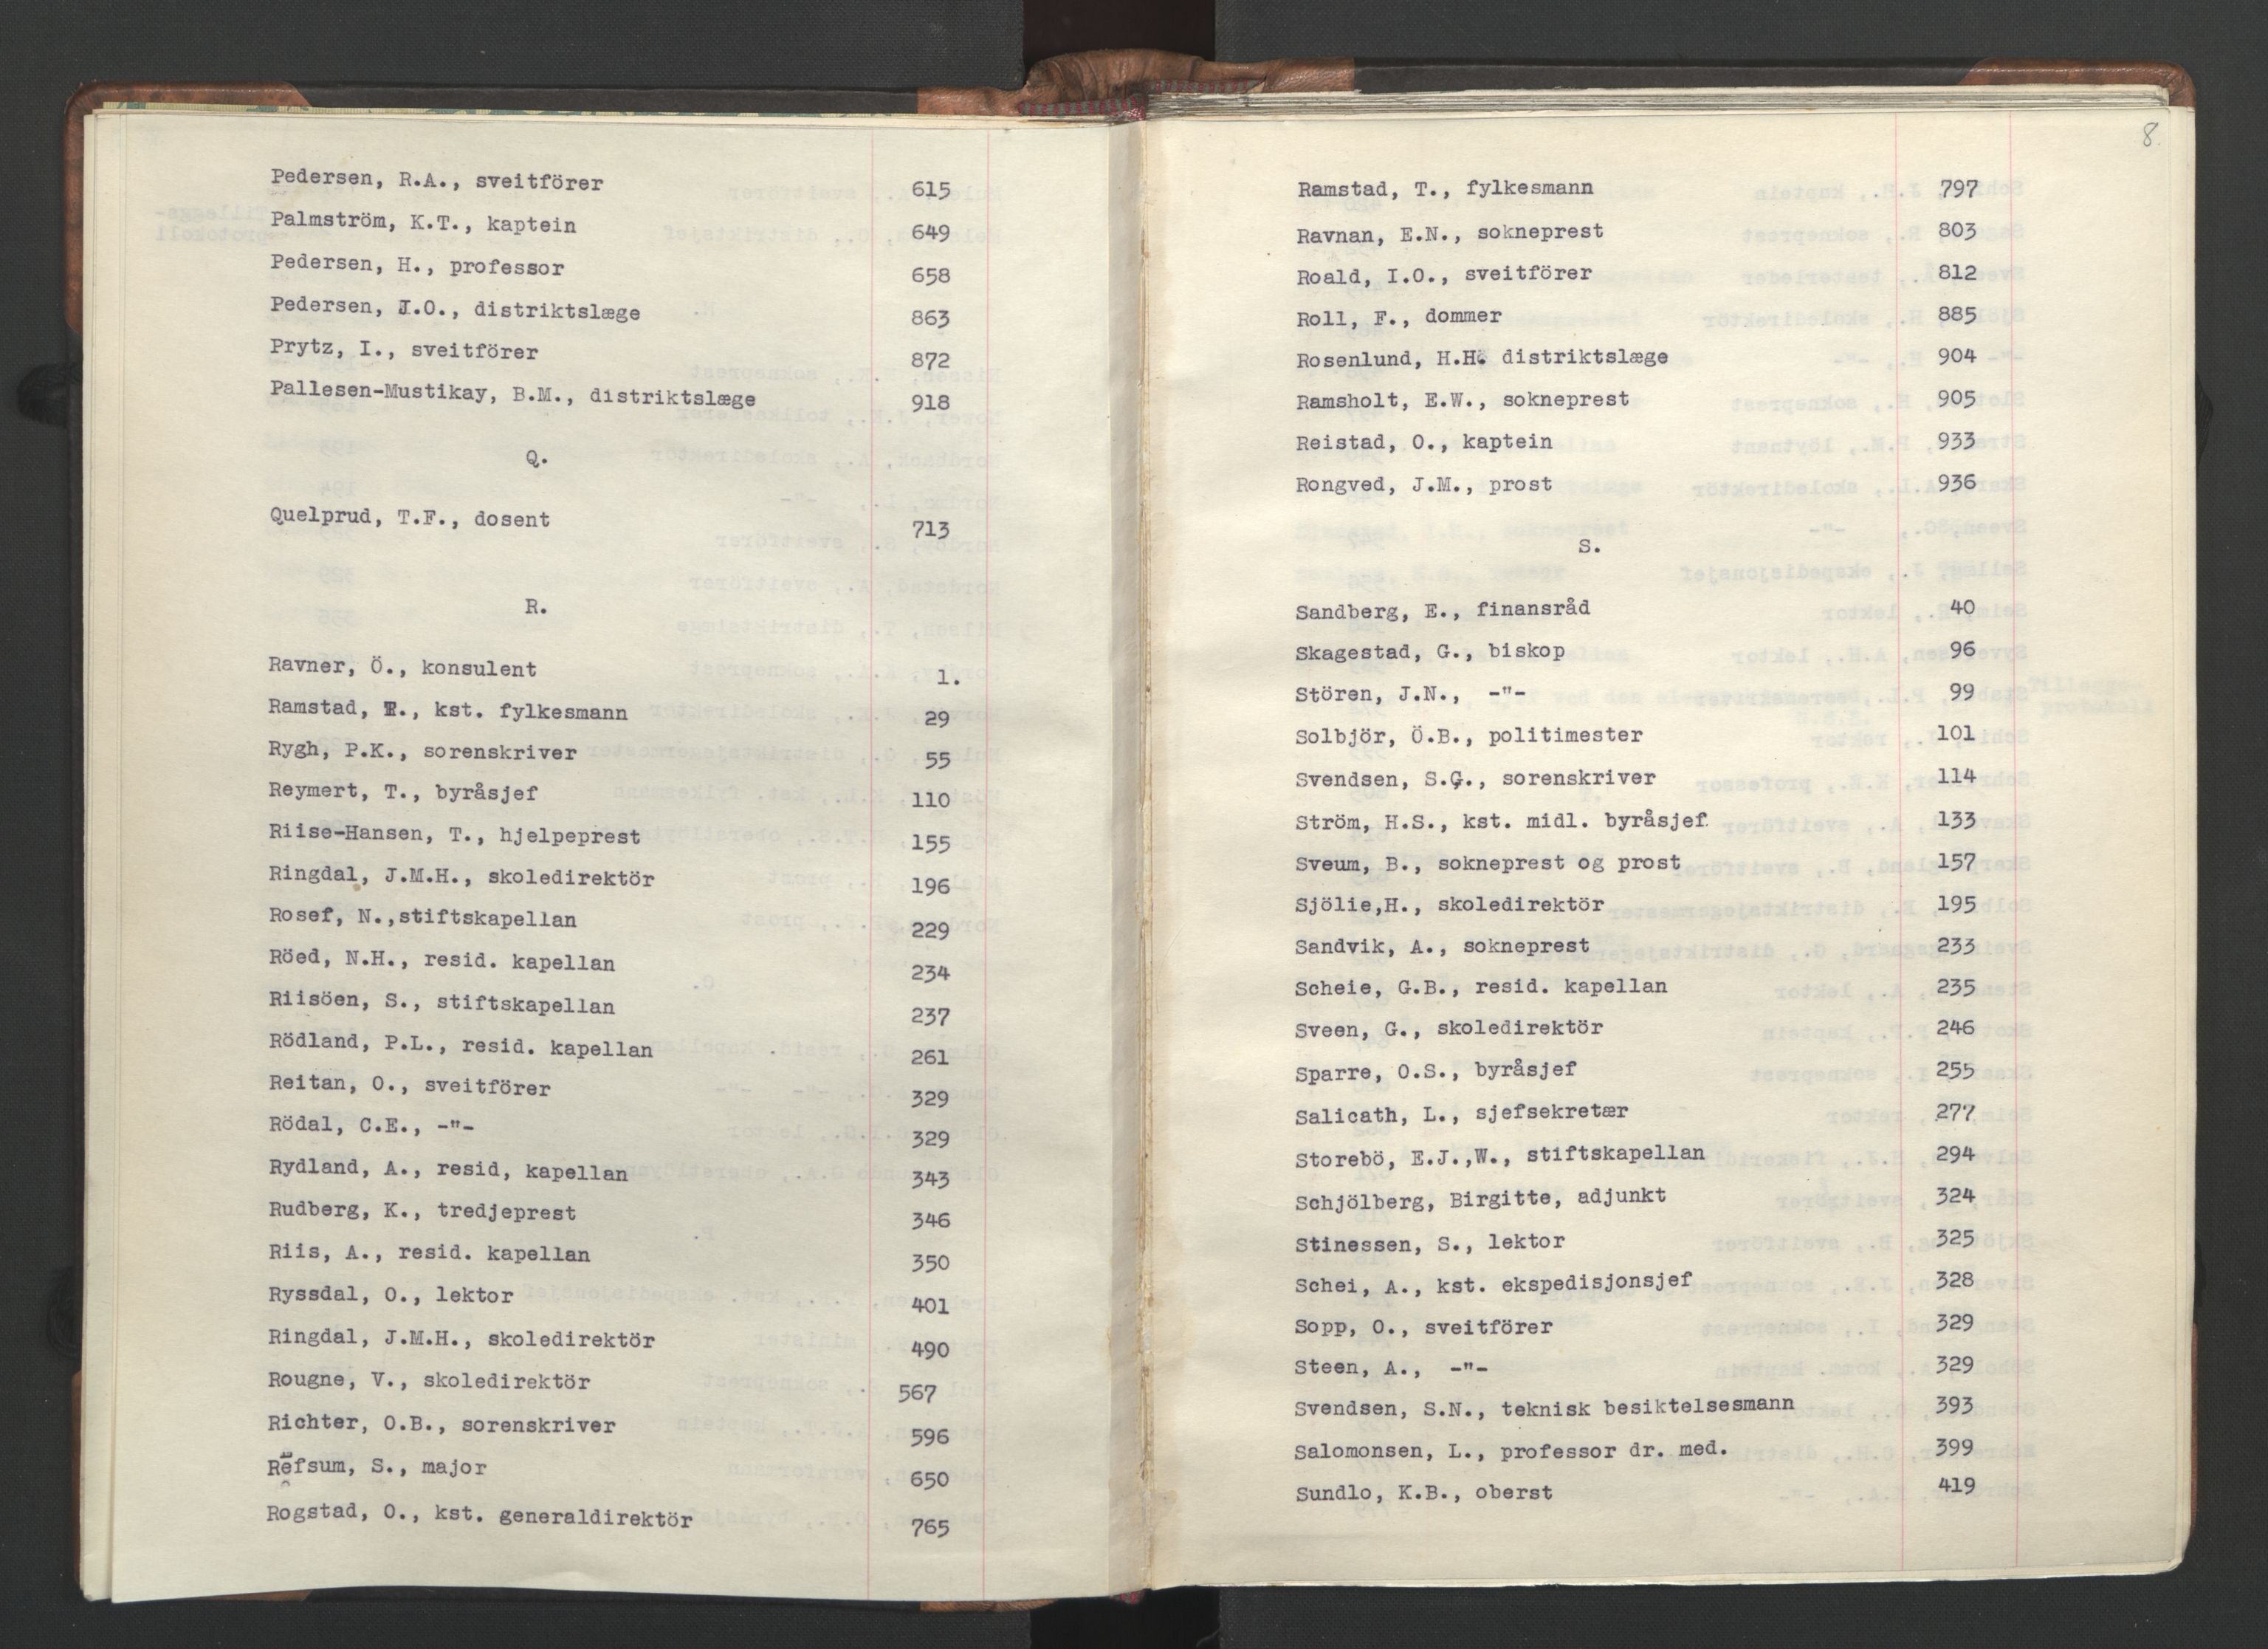 Pedersen, R.A., sveitförer 615
Palmström, K.T., kaptein 649
Pedersen, H., professor 658
Pedersen, J.O., distriktslæge 863
Prytz, I., sveitförer 872
Pallesen-Mustikay, B.M., distriktslæge 918
Q.
Quelprud, T.F., dosent 713
R.
Ravner, Ö., konsulent 1.
Ramstad, T., kst. fylkesmann 29
Rygh, P.K., sorenskriver 55
Reymert, T., byråsjef 110
Riise-Hansen, T., hjelpeprest 155
Ringdal, J.M.H., skoledirektör 196
Rosef, N.,stiftskapellan 229
Röed, N.H., resid. kapellan 234
Riisöen, S., stiftskapellan 237
Rödland, P.L., resid. kapellan 261
Reitan, O., sveitförer 329
Rödal, C.E., -"- 329
Rydland, A., resid, kapellan 343
Rudberg, K., tredjeprest 346
Riis, A., resid. kapellan 350
Ryssdal, O., lektor 401
Ringdal, J.M.H., skoledirektör 490
Rougne, V., skoledirektör 567
Richter, O.B., sorenskriver 596
Refsum, S., major 650
Rogstad, O., kst. generaldirektör 765
8.
Ramstad, T., fylkesmann 797
Ravnan, E.N., sokneprest 803
Roald, I.O., sveitförer 812
Roll, F., dommer 885
Rosenlund, H.H. distriktslæge 904
Ramsholt, E.W., sokneprest 905
Reistad, O., kaptein 933
Rongved, J.M., prost 936
S.
Sandberg, E., finansråd 40
Skagestad, G., biskop 96
Stören, J.N., -"- 99
Solbjör, Ö.B., politimester 101
Svendsen, S.G., sorenskriver 114
Ström, H.S., kst. midl. byråsjef 133
Sveum, B., sokneprest og prost 157
Sjölie,H., skoledirektör 195
Sandvik, A., sokneprest 233
Scheie, G.B., resid. kapellan 235
Sveen, G., skoledirektör 246
Sparre, O.S., byråsjef 255
Salicath, L., sjefsekretær 277
Storebö, E.J.,W., stiftskapellan 294
Schjölberg, Birgitte, adjunkt 324
Stinessen, S., lektor 325
Schei, A., kst. ekspedisjonsjef 328
Sopp, O., sveitförer 329
Steen, A., -"- 329
Svendsen, S.N., teknisk besiktelsesmann 393
Salomonsen, L., professor dr. med. 399
Sundlo, K.B., oberst 419